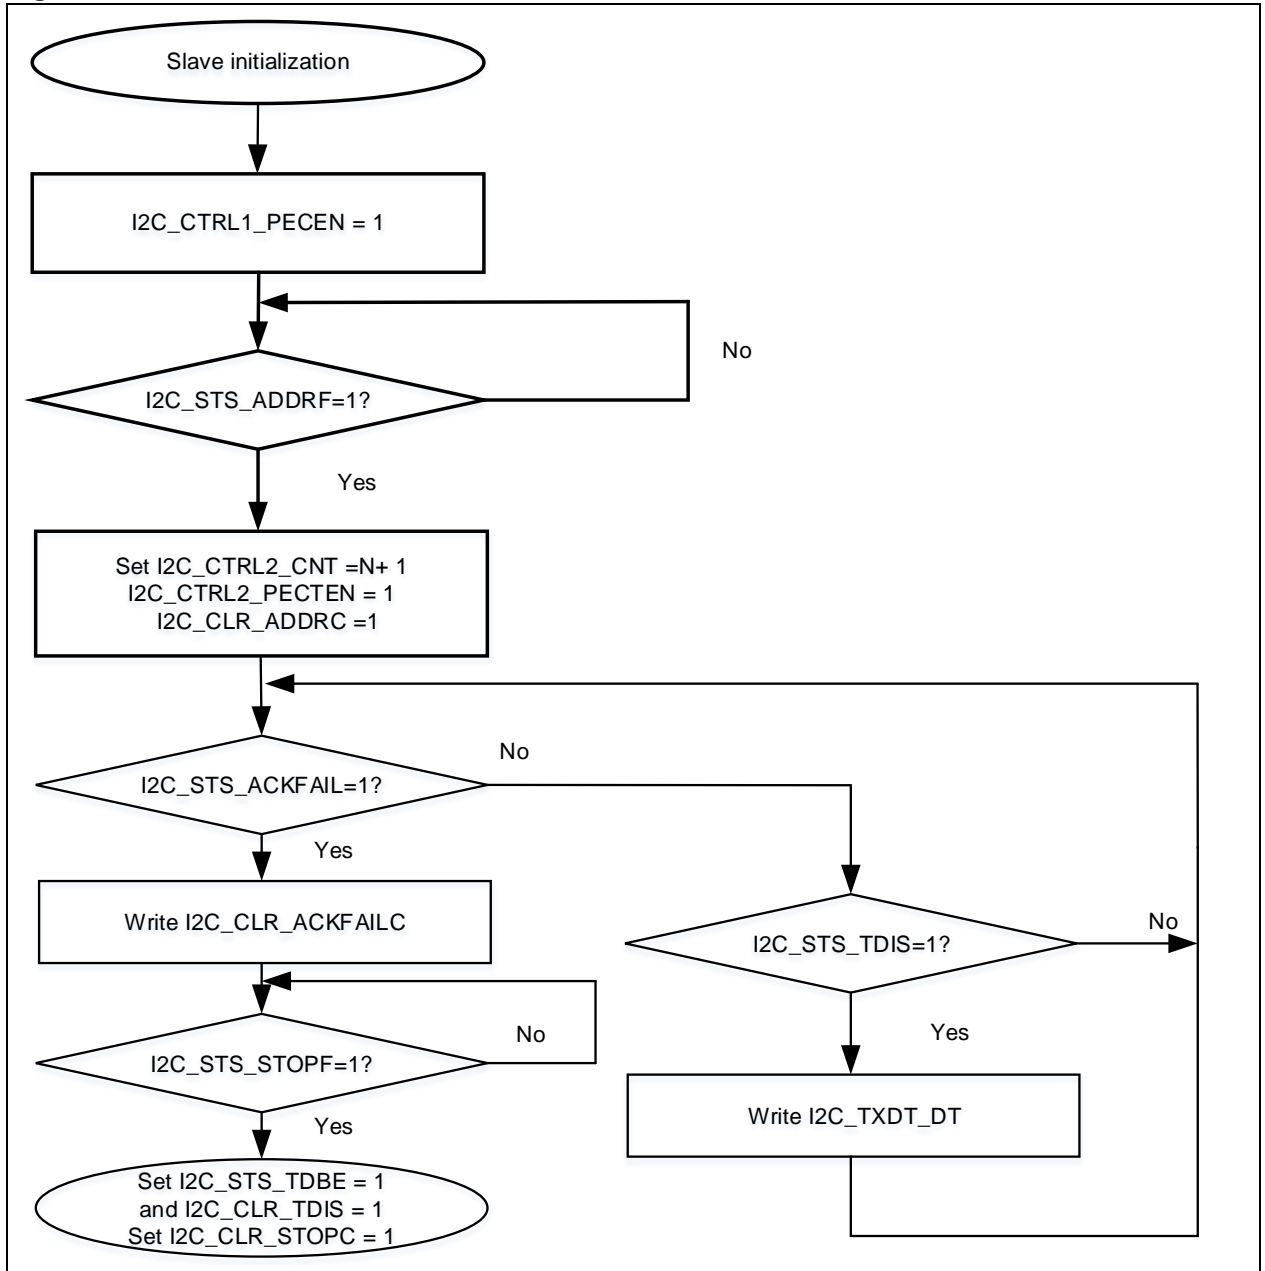 Slave initialization
I2C_CTRL1_PECEN = 1
No
I2C_STS_ADDRF=1?
Yes
Set I2C_CTRL2_CNT =N+ 1
I2C_CTRL2_PECTEN = 1
I2C_CLR_ADDRC =1
No
I2C_STS_ACKFAIL=1?
Yes
Write I2C_CLR_ACKFAILC
No
I2C_STS_TDIS=1?
No
Yes
I2C_STS_STOPF=1?
Write I2C_TXDT_DT
Yes
Set I2C_STS_TDBE = 1
and I2C_CLR_TDIS = 1
Set I2C_CLR_STOPC = 1